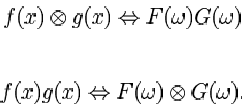 f(x) ⊗ g(x) ⇔ F(ω)G(ω)
f(x)g(x) ⇔ F(ω) ⊗ G(ω).